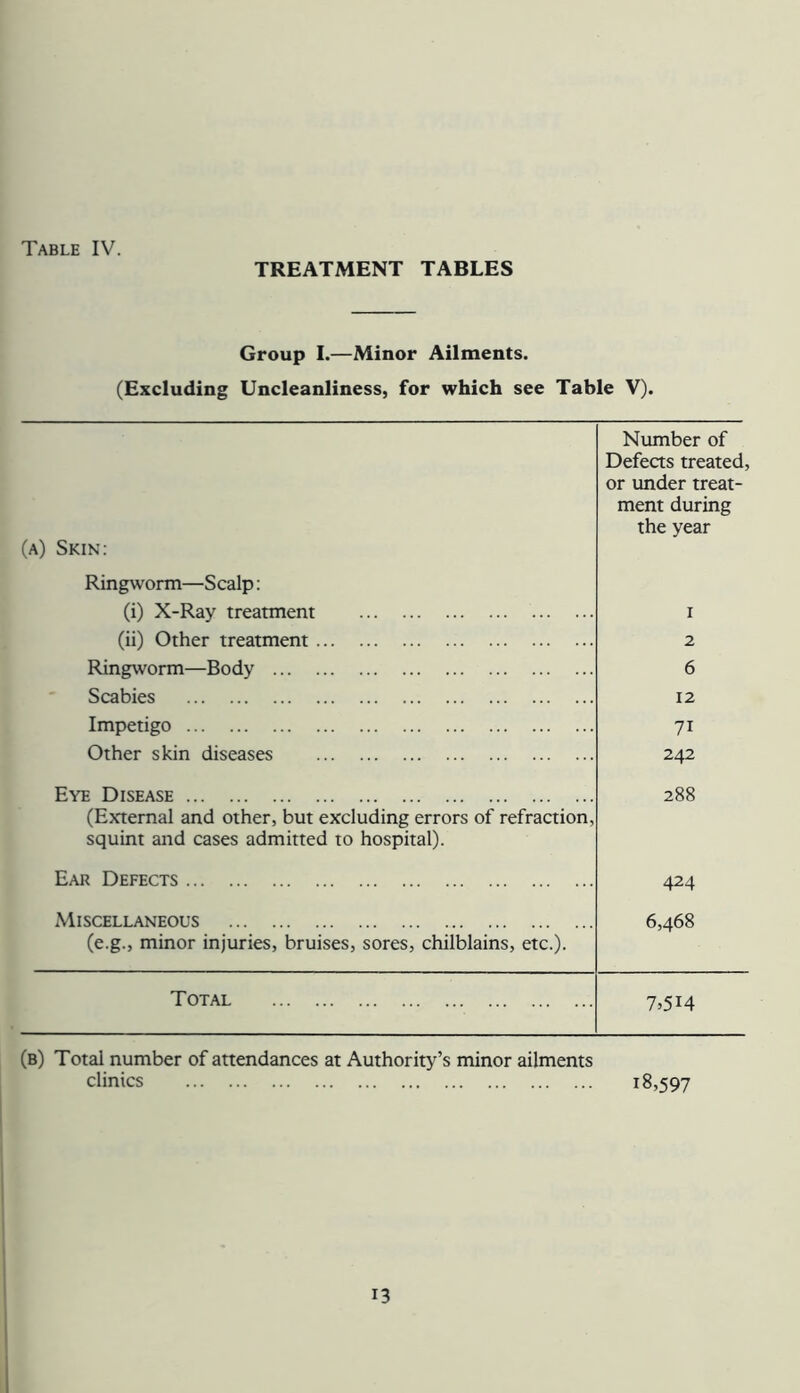 TABLE IV.
TREATMENT TABLES
Group I.—Minor Ailments.
(Excluding Uncleanliness, for which see Table V).
Number of
Defects treated,
or under treat-
ment during
the year
(A) SKIN:
Ringworm—Scalp:
(i) X-Ray treatment ... ... ... ... ... ... 1
(ii) Other treatment ... ... ... ... ... ... ... 2
Ringworm—Body ... ... ... ... ... ... ... ... 6
Scabies ... ... ... ... ... ... ... ... ... ... 12
Impetigo ... ... ... ... ... ... ... ... ... ... 71
Other skin diseases ... ... ... ... ... ... ... 242
EYE DISEASE ... ... ... ... ... ... ... ... ... ... 288
(External and other, but excluding errors of refraction,
squint and cases admitted to hospital).
EAR DEFECTS ... ... ... ... ... ... ... ... ... ... 424
MISCELLANEOUS ... ... ... ... ... ... ... ... ... 6,468
(e.g., minor injuries, bruises, sores, chilblains, etc.).
TOTAL ... ... ... ... ... ... ... ... 7,514
(B) Total number of attendances at Authority's minor ailments
clinics ... ... ... ... ... ... ... ... ... ... 18,597
13